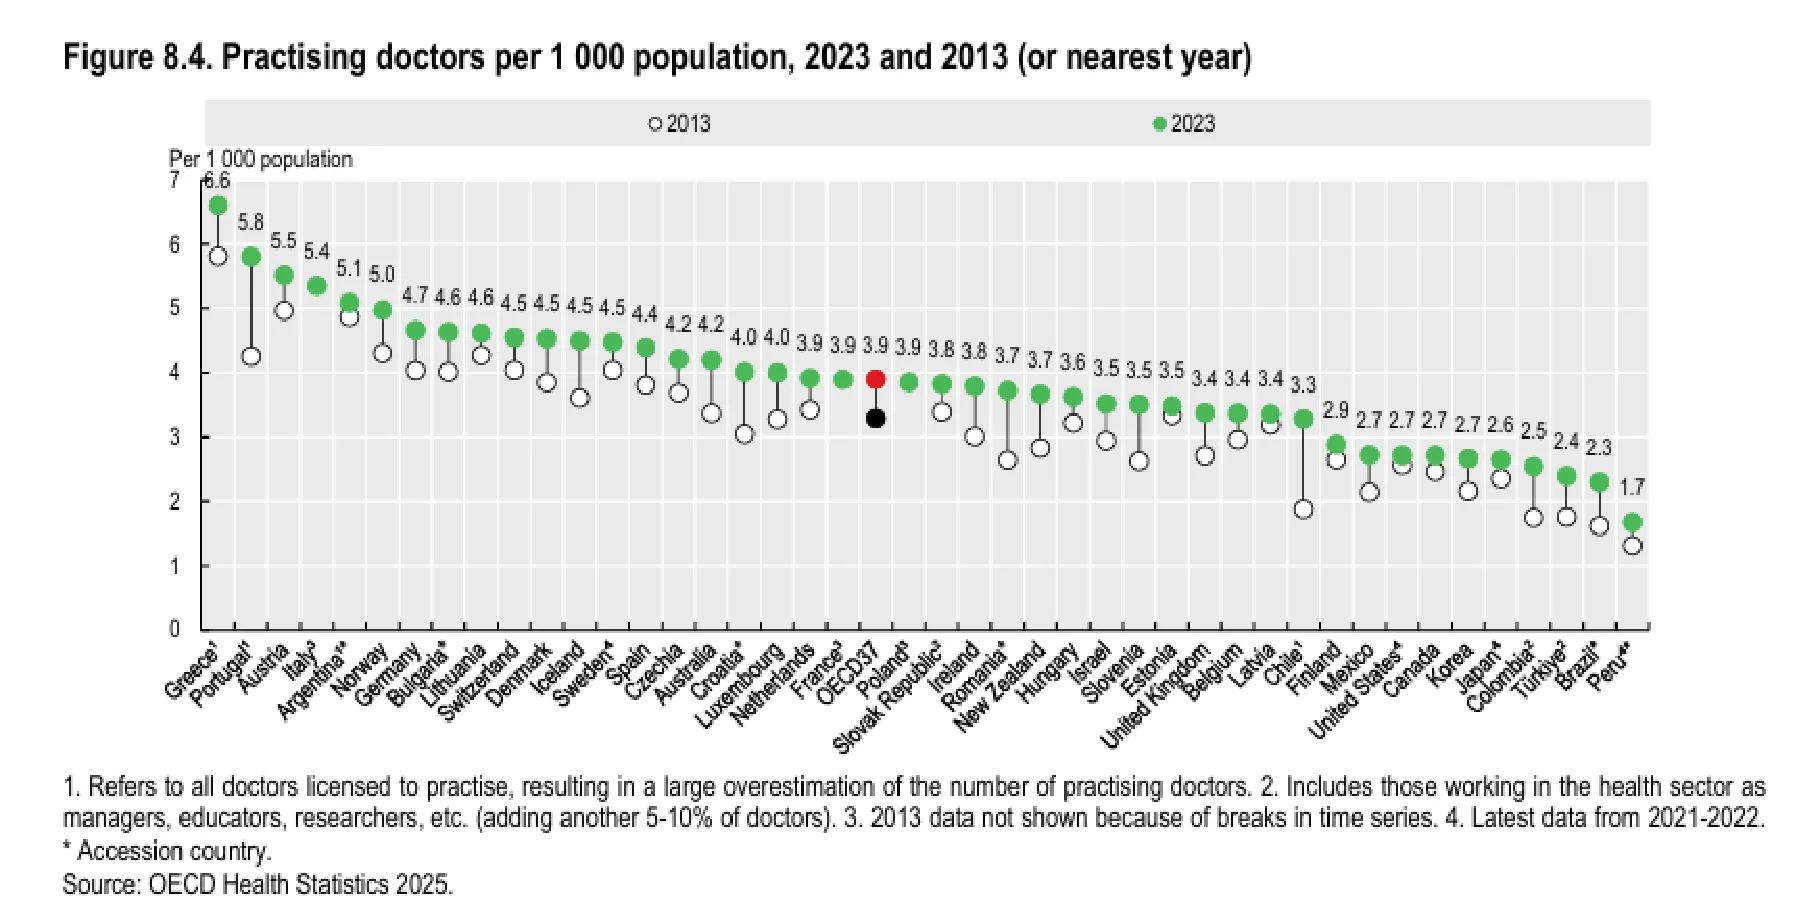 Figure 8.4. Practising doctors per 1 000 population, 2023 and 2013 (or nearest year)
2013 2023
Per 1 000 population
7
6
5
4
3
2
1
0
6.6 5.8 5.5 5.4 5.1 5.0 4.7 4.6 4.6 4.5 4.5 4.5 4.5 4.4 4.2 4.2 4.0 4.0 3.9 3.9 3.9 3.9 3.8 3.8 3.7 3.7 3.6 3.5 3.5 3.5 3.4 3.4 3.4 3.3 2.9 2.7 2.7 2.7 2.7 2.6 2.5 2.4 2.3 1.7
Greece¹
Portugal¹
Austria
Italy³
Argentina¹*
Norway
Germany
Bulgaria*
Lithuania
Switzerland
Denmark
Iceland
Sweden⁴
Spain
Czechia
Australia
Croatia*
Luxembourg
Netherlands
France³
OECD37
Poland³
Slovak Republic²
Ireland
Romania*
New Zealand
Hungary
Israel
Slovenia
Estonia
United Kingdom
Belgium
Latvia
Chile¹
Finland
Mexico
United States⁴
Canada
Korea
Japan⁴
Colombia²
Türkiye²
Brazil*
Peru⁴*
1. Refers to all doctors licensed to practise, resulting in a large overestimation of the number of practising doctors. 2. Includes those working in the health sector as
managers, educators, researchers, etc. (adding another 5-10% of doctors). 3. 2013 data not shown because of breaks in time series. 4. Latest data from 2021-2022.
* Accession country.
Source: OECD Health Statistics 2025.